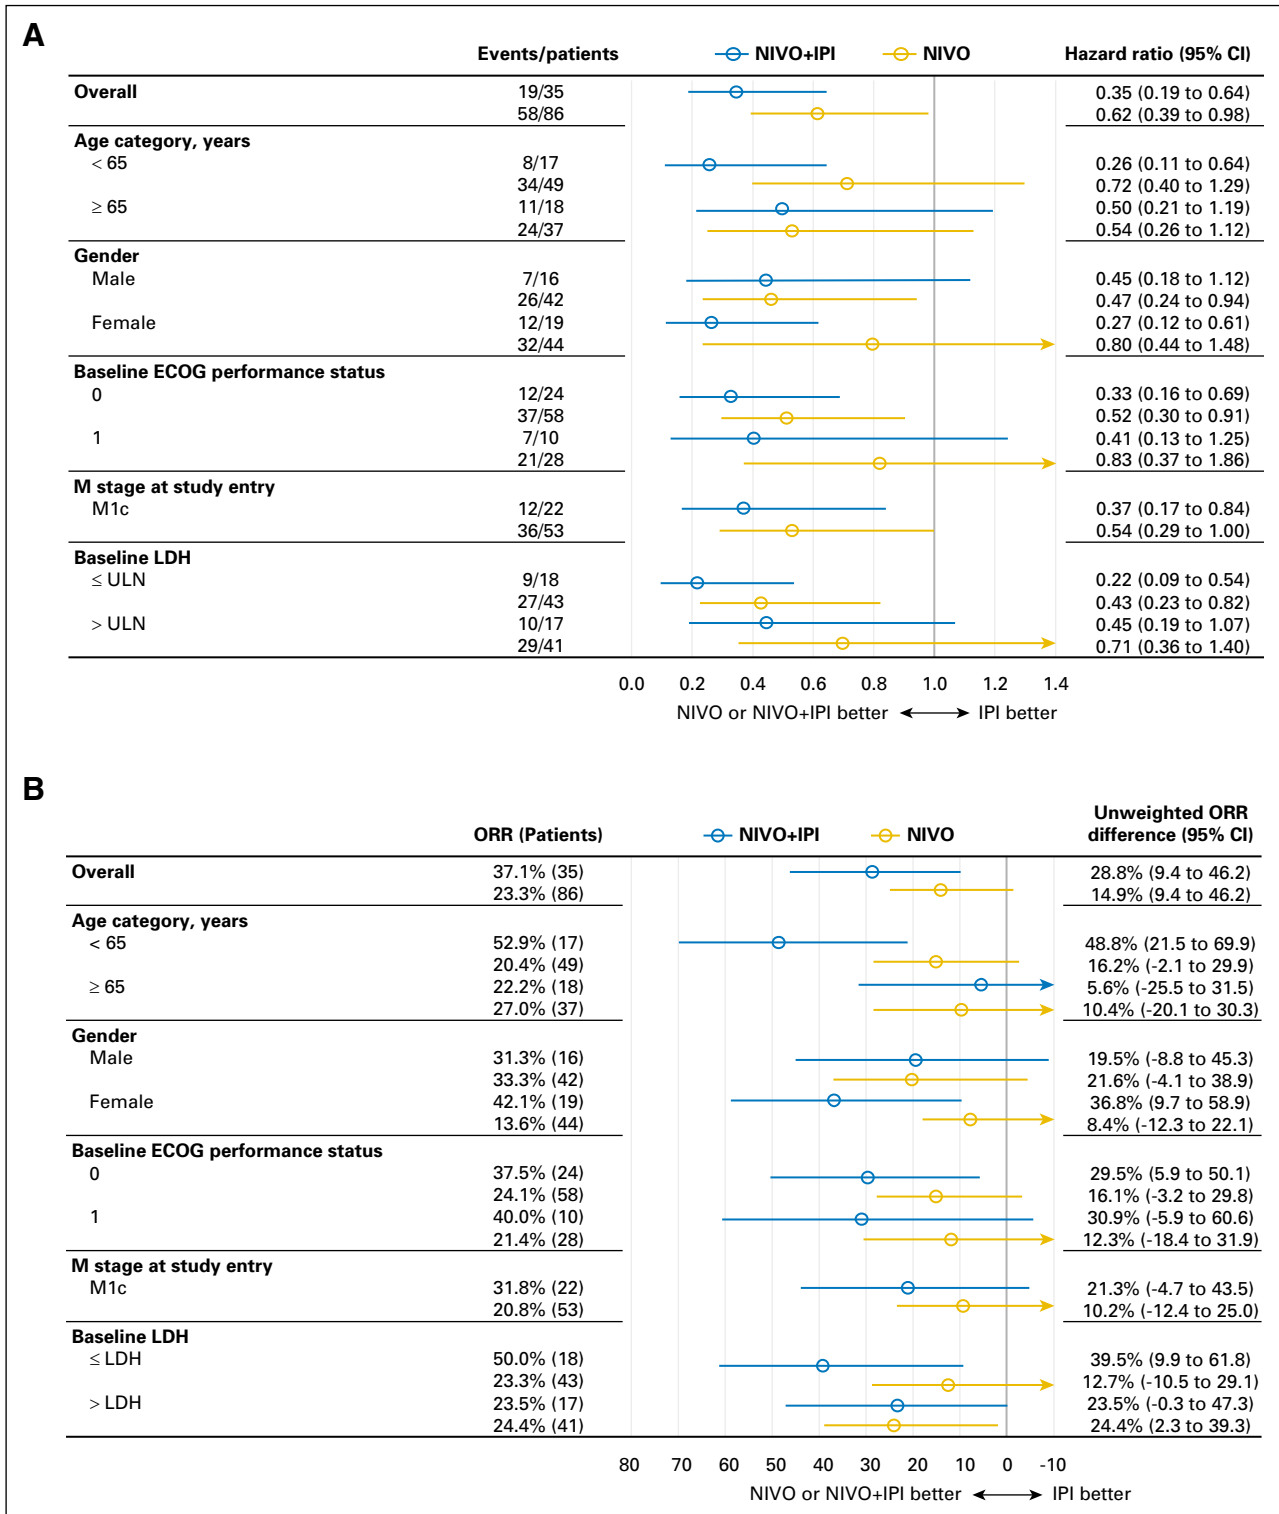 A
Events/patients NIVO+IPI NIVO Hazard ratio (95% CI)
Overall 19/35 0.35 (0.19 to 0.64)
58/86 0.62 (0.39 to 0.98)
Age category, years
< 65 8/17 0.26 (0.11 to 0.64)
34/49 0.72 (0.40 to 1.29)
≥ 65 11/18 0.50 (0.21 to 1.19)
24/37 0.54 (0.26 to 1.12)
Gender
Male 7/16 0.45 (0.18 to 1.12)
26/42 0.47 (0.24 to 0.94)
Female 12/19 0.27 (0.12 to 0.61)
32/44 0.80 (0.44 to 1.48)
Baseline ECOG performance status
0 12/24 0.33 (0.16 to 0.69)
37/58 0.52 (0.30 to 0.91)
1 7/10 0.41 (0.13 to 1.25)
21/28 0.83 (0.37 to 1.86)
M stage at study entry
M1c 12/22 0.37 (0.17 to 0.84)
36/53 0.54 (0.29 to 1.00)
Baseline LDH
≤ ULN 9/18 0.22 (0.09 to 0.54)
27/43 0.43 (0.23 to 0.82)
> ULN 10/17 0.45 (0.19 to 1.07)
29/41 0.71 (0.36 to 1.40)
0.0 0.2 0.4 0.6 0.8 1.0 1.2 1.4
NIVO or NIVO+IPI better IPI better
B
Unweighted ORR
ORR (Patients) NIVO+IPI NIVO difference (95% CI)
Overall 37.1% (35) 28.8% (9.4 to 46.2)
23.3% (86) 14.9% (9.4 to 46.2)
Age category, years
< 65 52.9% (17) 48.8% (21.5 to 69.9)
20.4% (49) 16.2% (-2.1 to 29.9)
≥ 65 22.2% (18) 5.6% (-25.5 to 31.5)
27.0% (37) 10.4% (-20.1 to 30.3)
Gender
Male 31.3% (16) 19.5% (-8.8 to 45.3)
33.3% (42) 21.6% (-4.1 to 38.9)
Female 42.1% (19) 36.8% (9.7 to 58.9)
13.6% (44) 8.4% (-12.3 to 22.1)
Baseline ECOG performance status
0 37.5% (24) 29.5% (5.9 to 50.1)
24.1% (58) 16.1% (-3.2 to 29.8)
1 40.0% (10) 30.9% (-5.9 to 60.6)
21.4% (28) 12.3% (-18.4 to 31.9)
M stage at study entry
M1c 31.8% (22) 21.3% (-4.7 to 43.5)
20.8% (53) 10.2% (-12.4 to 25.0)
Baseline LDH
≤ LDH 50.0% (18) 39.5% (9.9 to 61.8)
23.3% (43) 12.7% (-10.5 to 29.1)
> LDH 23.5% (17) 23.5% (-0.3 to 47.3)
24.4% (41) 24.4% (2.3 to 39.3)
80 70 60 50 40 30 20 10 0 -10
NIVO or NIVO+IPI better IPI better